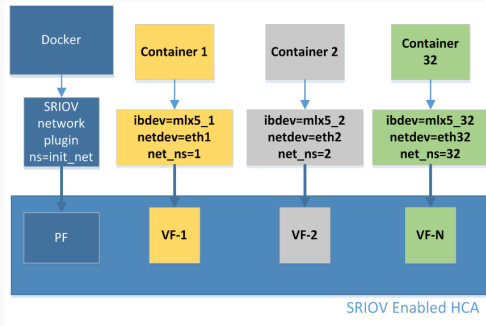 Docker
Container 1
Container 2
Container
32
SRIOV
network
plugin
ns=init_net
ibdev=mlx5_1
netdev=eth1
net_ns=1
ibdev=mlx5_2
netdev=eth2
net_ns=2
ibdev=mlx5_32
netdev=eth32
net_ns=32
PF
VF-1
VF-2
VF-N
SRIOV Enabled HCA